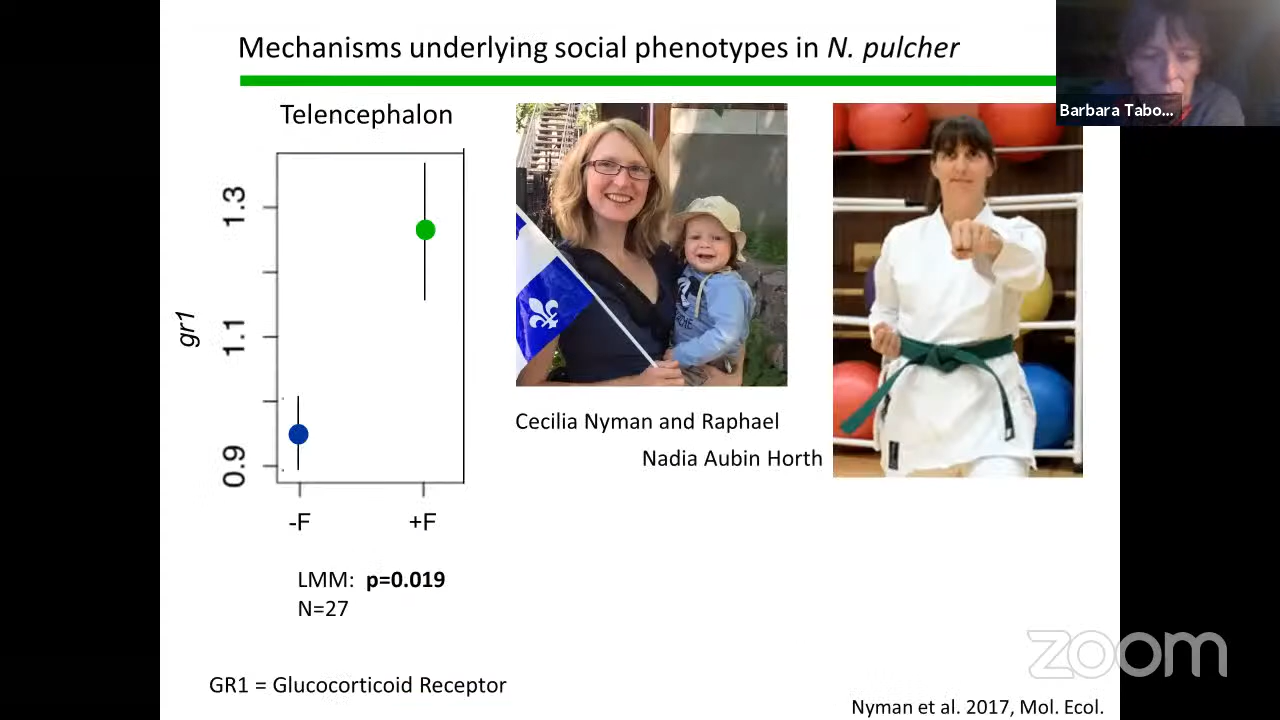 Mechanisms underlying social phenotypes in N. pulcher
Barbara Tabo...
Telencephalon
1.3
1.1
0.9
gr1
-F
+F
Cecilia Nyman and Raphael
Nadia Aubin Horth
LMM: p=0.019
N=27
GR1 = Glucocorticoid Receptor
zoom
Nyman et al. 2017, Mol. Ecol.